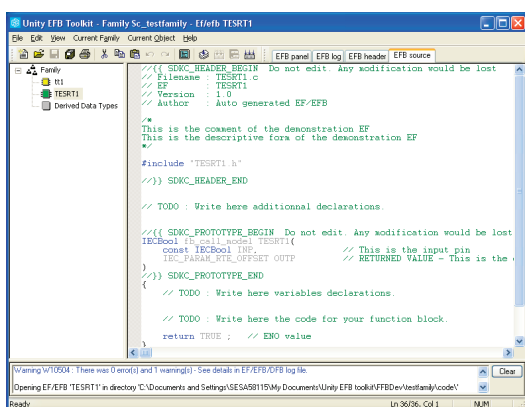 Unity EFB Toolkit - Family Sc_testfamily - Ef/efb TESRT1
File Edit View Current Family Current Object Help
EFB panel EFB log EFB header EFB source
Family
tt1
TESRT1
Derived Data Types
//{{ SDKC_HEADER_BEGIN Do not edit. Any modification would be lost
// Filename : TESRT1.c
// EF : TESRT1
// Version : 1.0
// Author : Auto generated EF/EFB
/*
This is the comment of the demonstration EF
This is the descriptive form of the demonstration EF
*/
#include "TESRT1.h"
//}} SDKC_HEADER_END
// TODO : Write here additionnal declarations.
//{{ SDKC_PROTOTYPE_BEGIN Do not edit. Any modification would be lost
IECBool fb_call_model TESRT1(
const IECBool INP, // This is the input pin
IEC_PARAM_RTE_OFFSET OUTP // RETURNED VALUE - This is the
)
//}} SDKC_PROTOTYPE_END
{
// TODO : Write here variables declarations.
// TODO : Write here the code for your function block.
return TRUE ; // ENO value
}
Warning W10504 : There was 0 error(s) and 1 warning(s) - See details in EF/EFB/DFB log file.
Clear
Opening EF/EFB 'TESRT1' in directory 'C:\Documents and Settings\SESA58115\My Documents\Unity EFB toolkit\FFBDev\testfamily\code\'
Ready Ln 36/36, Col 1 NUM